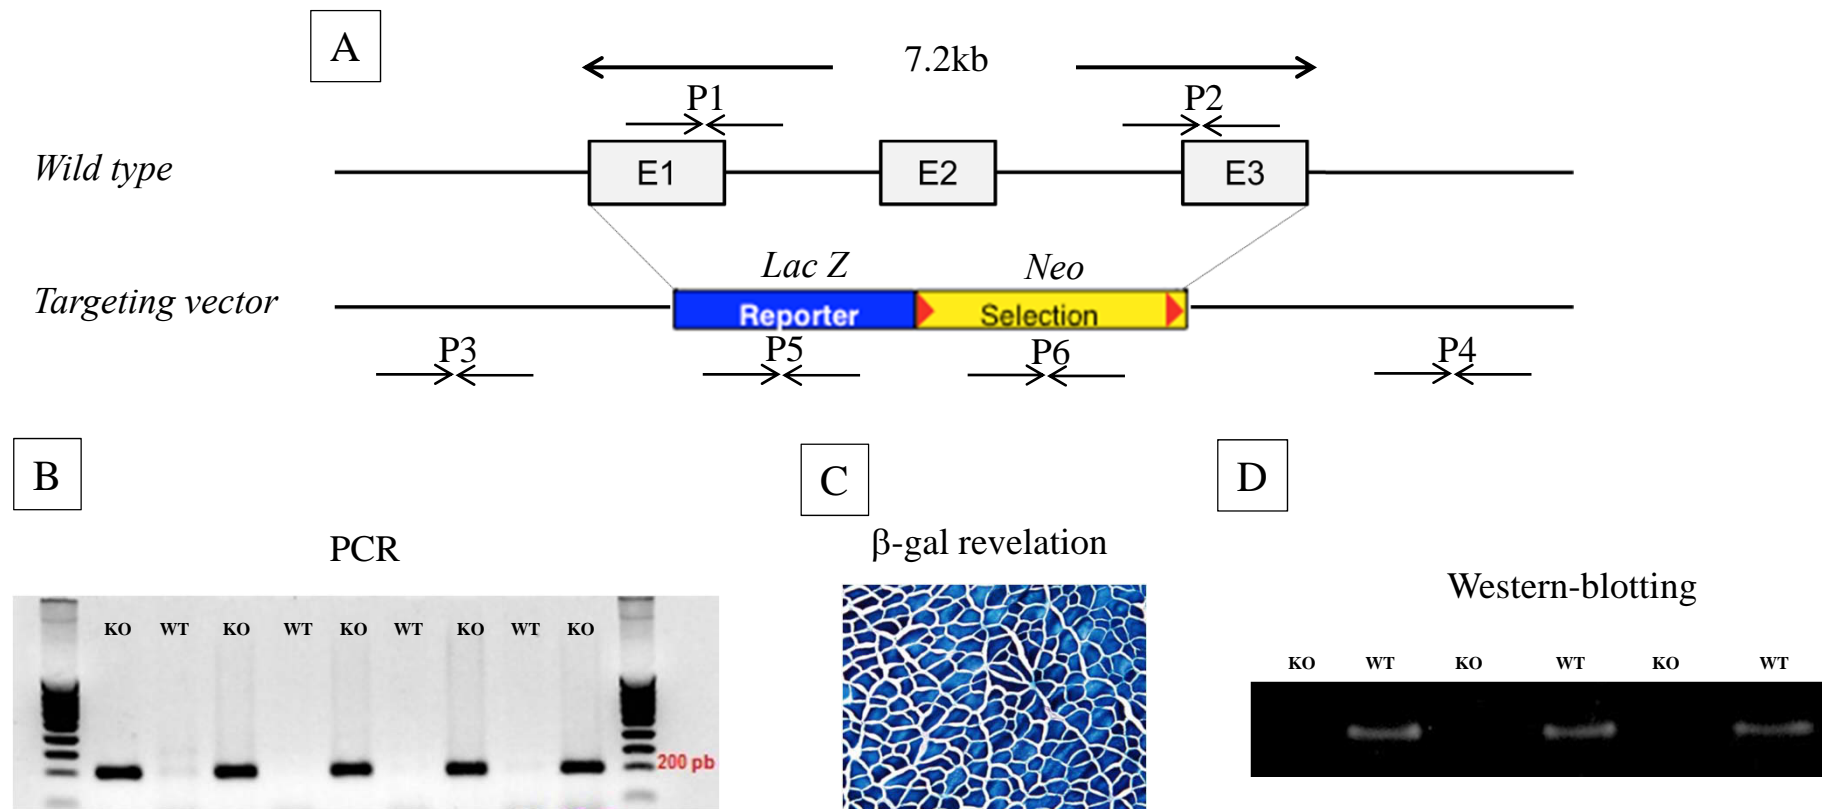 A
7.2kb
P1 P2
Wild type
E1 E2 E3
Lac Z Neo
Targeting vector
Reporter Selection
P3 P5 P6 P4
B
C
D
PCR
β-gal revelation
Western-blotting
KO WT KO WT KO WT KO WT KO
200 pb
KO WT KO WT KO WT